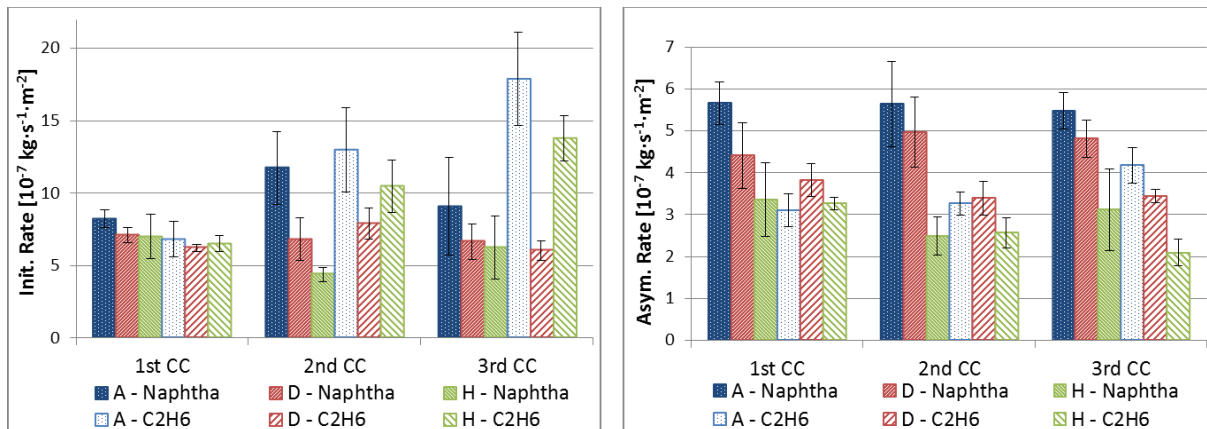 Init. Rate [10⁻⁷ kg·s⁻¹·m⁻²]
20
15
10
5
0
1st CC 2nd CC 3rd CC
A - Naphtha D - Naphtha H - Naphtha
A - C2H6 D - C2H6 H - C2H6
Asym. Rate [10⁻⁷ kg·s⁻¹·m⁻²]
7
6
5
4
3
2
1
0
1st CC 2nd CC 3rd CC
A - Naphtha D - Naphtha H - Naphtha
A - C2H6 D - C2H6 H - C2H6